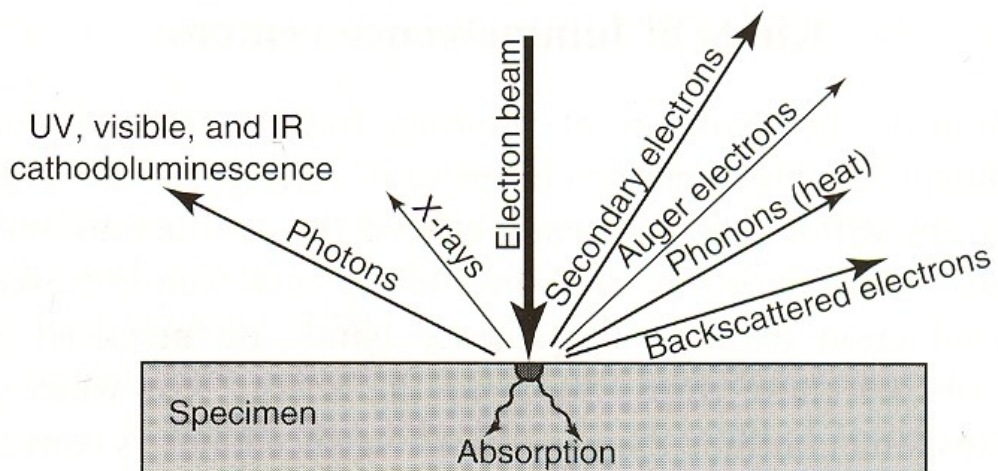 UV, visible, and IR
cathodoluminescence
Photons
X-rays
Electron beam
Secondary electrons
Auger electrons
Phonons (heat)
Backscattered electrons
Specimen
Absorption